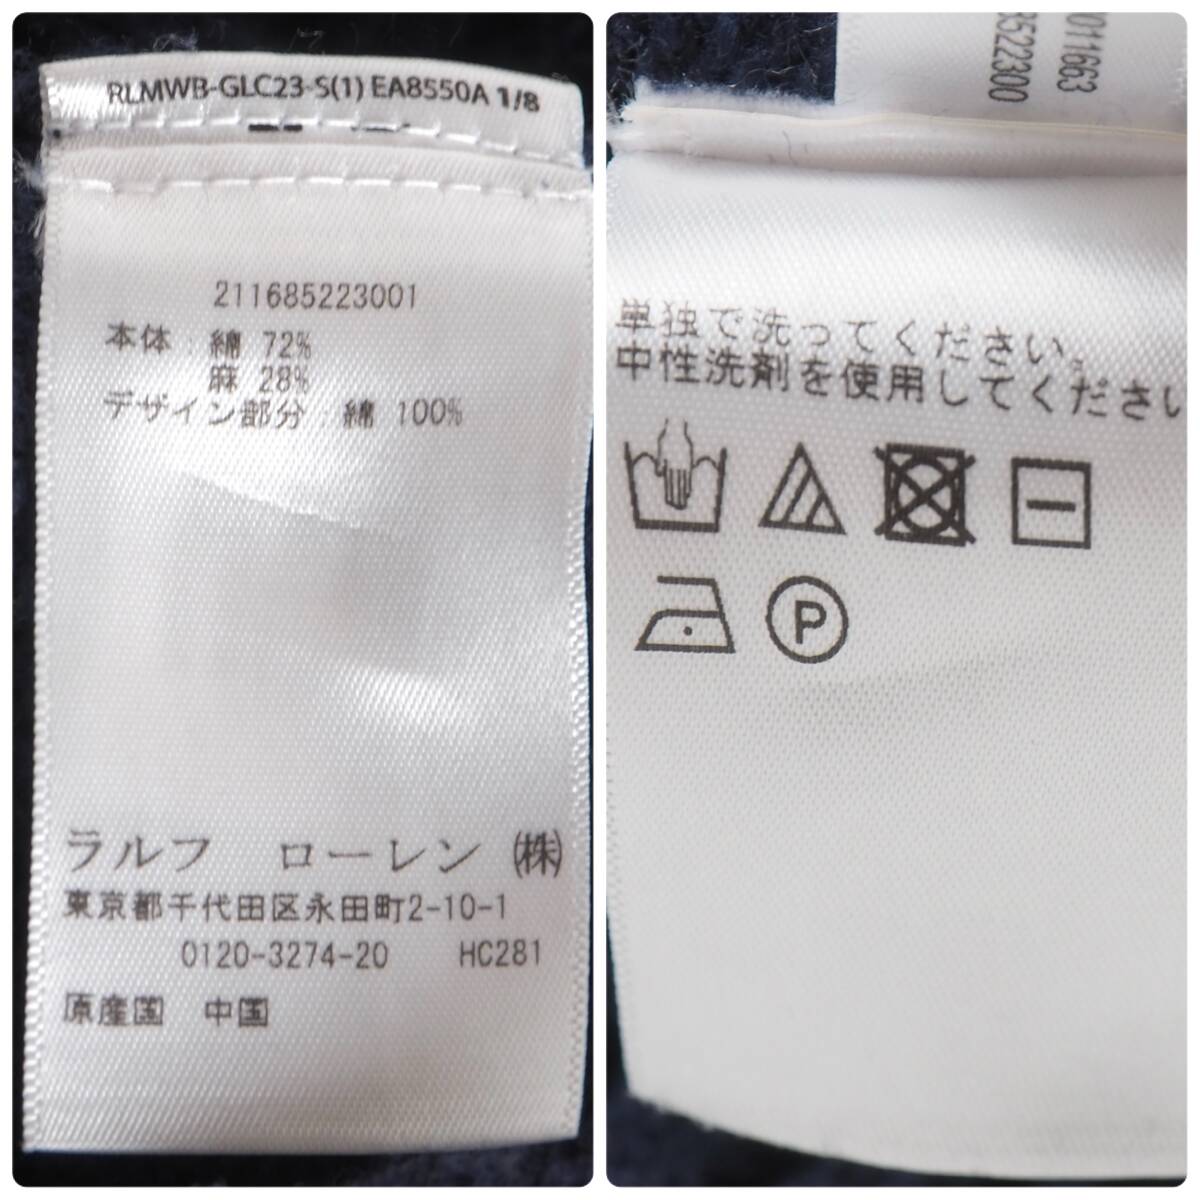 RLMWB-GLC23-S(1) EA8550A 1/8
211685223001
本体 : 綿 72%
麻 28%
デザイン部分 : 綿 100%
ラルフ ローレン ㈱
東京都千代田区永田町2-10-1
0120-3274-20 HC281
原産国 中国
単独で洗ってください。
中性洗剤を使用してください
P